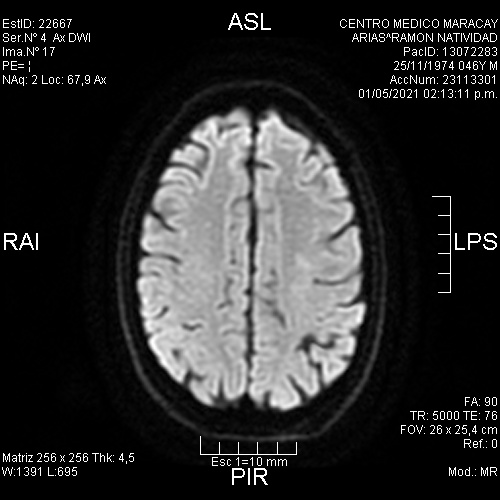 EstID: 22667
Ser.Nº 4 Ax DWI
Ima.Nº 17
PE= ¦
NAq: 2 Loc: 67,9 Ax
ASL
CENTRO MEDICO MARACAY
ARIAS^RAMON NATIVIDAD
PacID: 13072283
25/11/1974 046Y M
AccNum: 23113301
01/05/2021 02:13:11 p.m.
RAI
LPS
FA: 90
TR: 5000 TE: 76
FOV: 26 x 25,4 cm
Ref.: 0
Matriz 256 x 256 Thk: 4,5
W:1391 L:695
Esc 1=10 mm
PIR
Mod.: MR